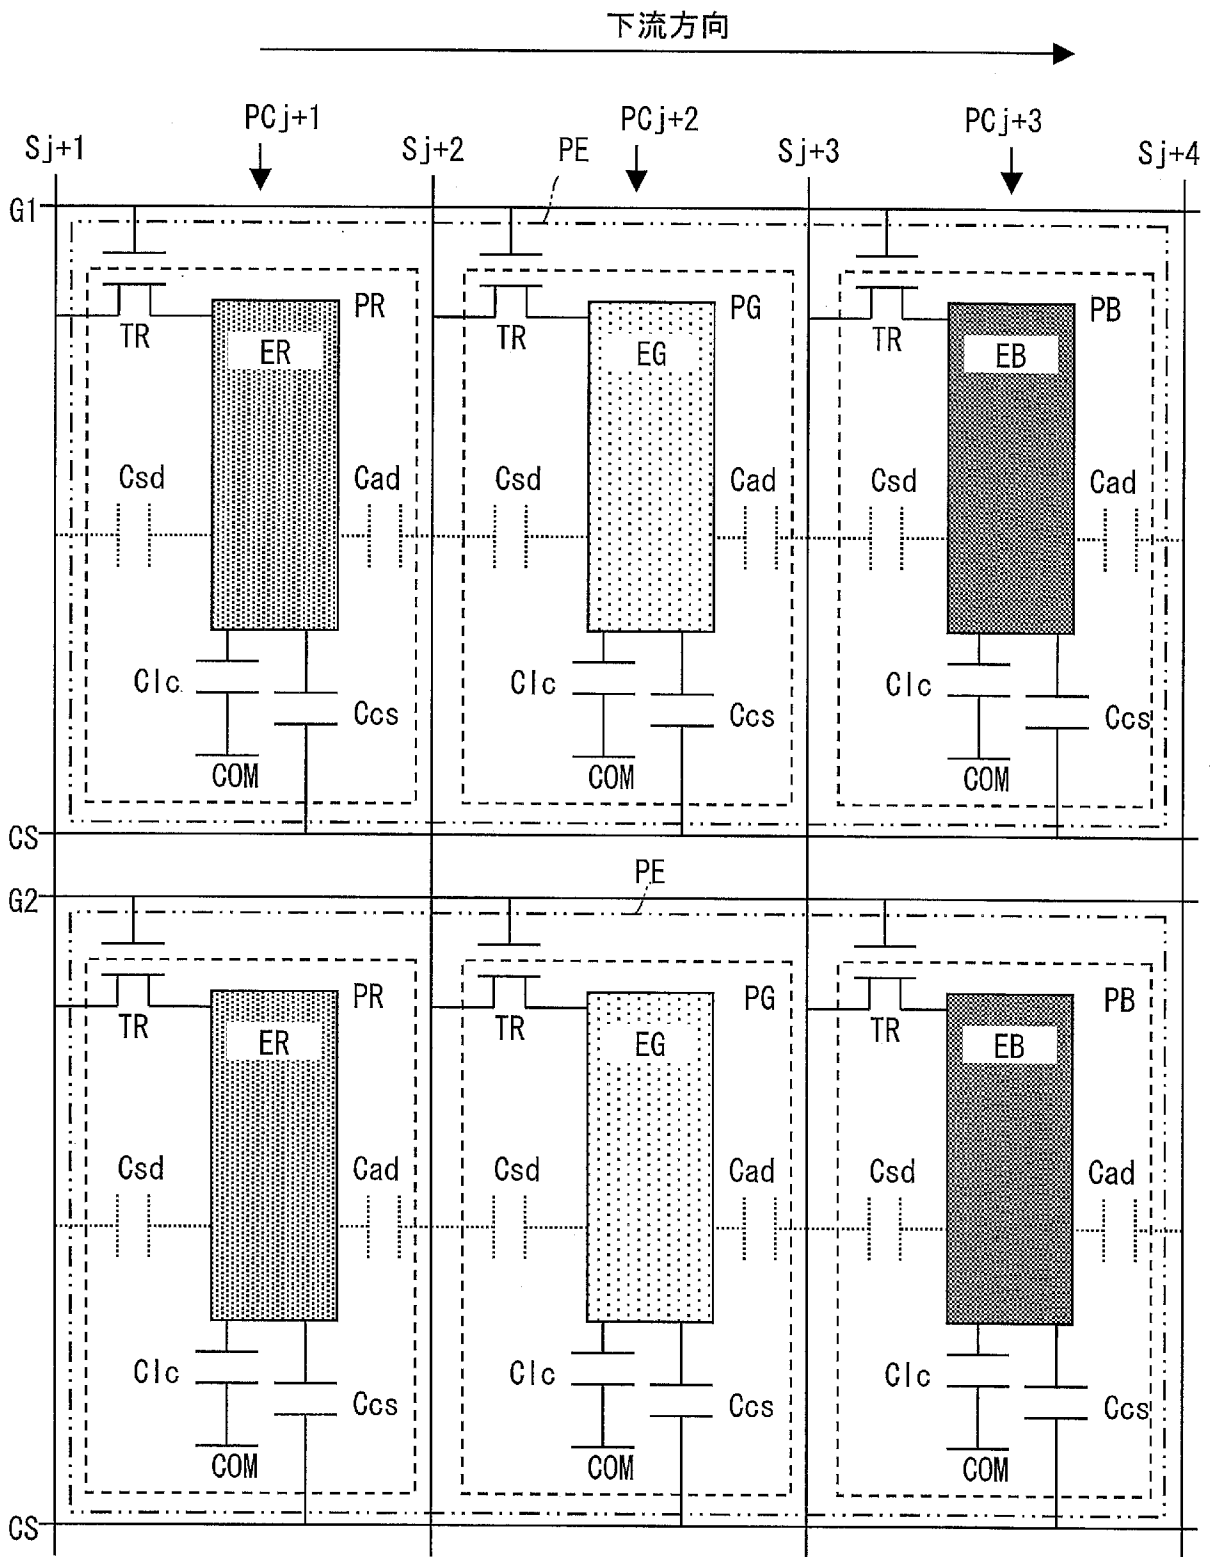 下流方向
PCj+1 PCj+2 PCj+3
Sj+1 Sj+2 PE Sj+3 Sj+4
G1
PR PG PB
TR TR TR
ER EG EB
Csd Cad Csd Cad Csd Cad
Clc Clc Clc
Ccs Ccs Ccs
COM COM COM
CS
PE
G2
PR PG PB
TR TR TR
ER EG EB
Csd Cad Csd Cad Csd Cad
Clc Clc Clc
Ccs Ccs Ccs
COM COM COM
CS